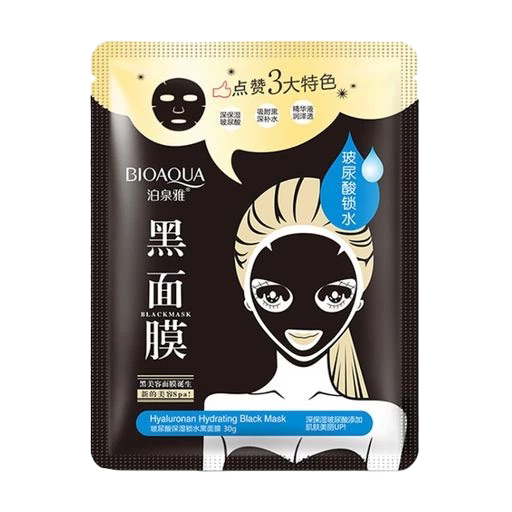 点赞3大特色
深保湿 吸附黑 精华液
玻尿酸 深补水 润泽透
BIOAQUA
泊泉雅®
玻尿酸锁水
黑面膜
BLACKMASK
黑美容面膜诞生
新的美容Spa!
Hyaluronan Hydrating Black Mask
玻尿酸保湿锁水黑面膜 30g
深保湿玻尿酸添加
肌肤美丽UP!